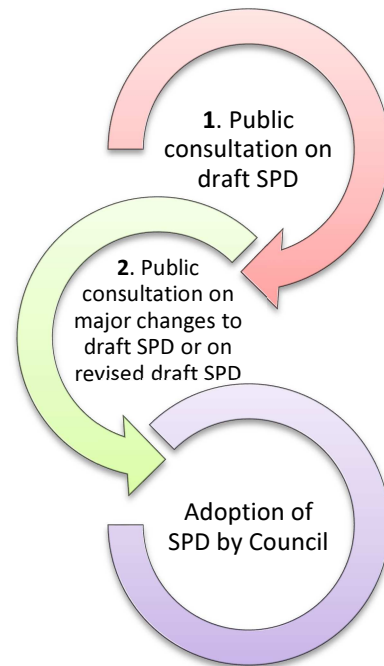 1. Public
consultation on
draft SPD
2. Public
consultation on
major changes to
draft SPD or on
revised draft SPD
Adoption of
SPD by Council